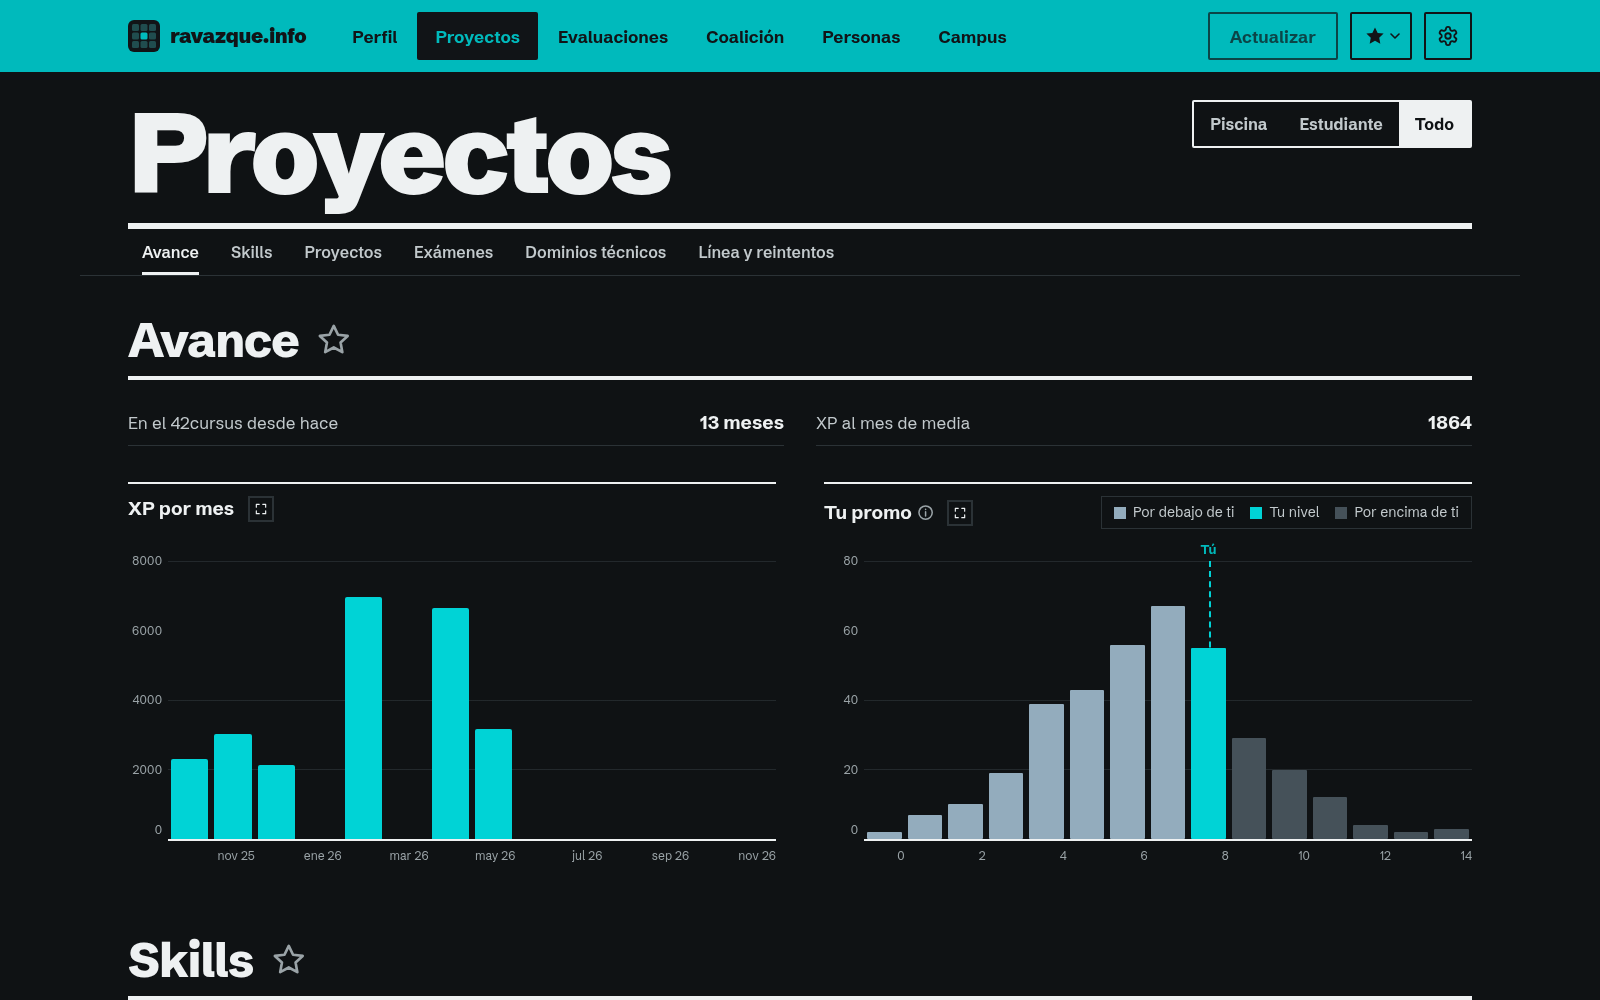 ravazque.info Perfil Proyectos Evaluaciones Coalición Personas Campus Actualizar
Proyectos
Piscina Estudiante Todo
Avance Skills Proyectos Exámenes Dominios técnicos Línea y reintentos
Avance
En el 42cursus desde hace 13 meses
XP al mes de media 1864
XP por mes
8000
6000
4000
2000
0
nov 25 ene 26 mar 26 may 26 jul 26 sep 26 nov 26
Tu promo
Por debajo de ti Tu nivel Por encima de ti
Tú
80
60
40
20
0
0 2 4 6 8 10 12 14
Skills